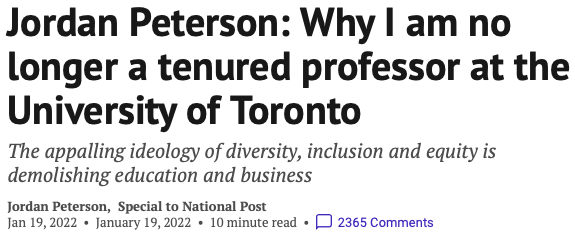 Jordan Peterson: Why I am no
longer a tenured professor at the
University of Toronto
The appalling ideology of diversity, inclusion and equity is
demolishing education and business
Jordan Peterson, Special to National Post
Jan 19, 2022 • January 19, 2022 • 10 minute read • 2365 Comments